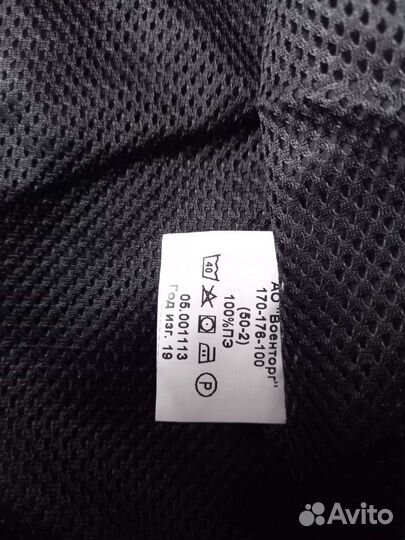 АО "Военторг"
170-176-100
(50-2)
100%ПЭ
40 P
05.001113
год изг. 19
Avito